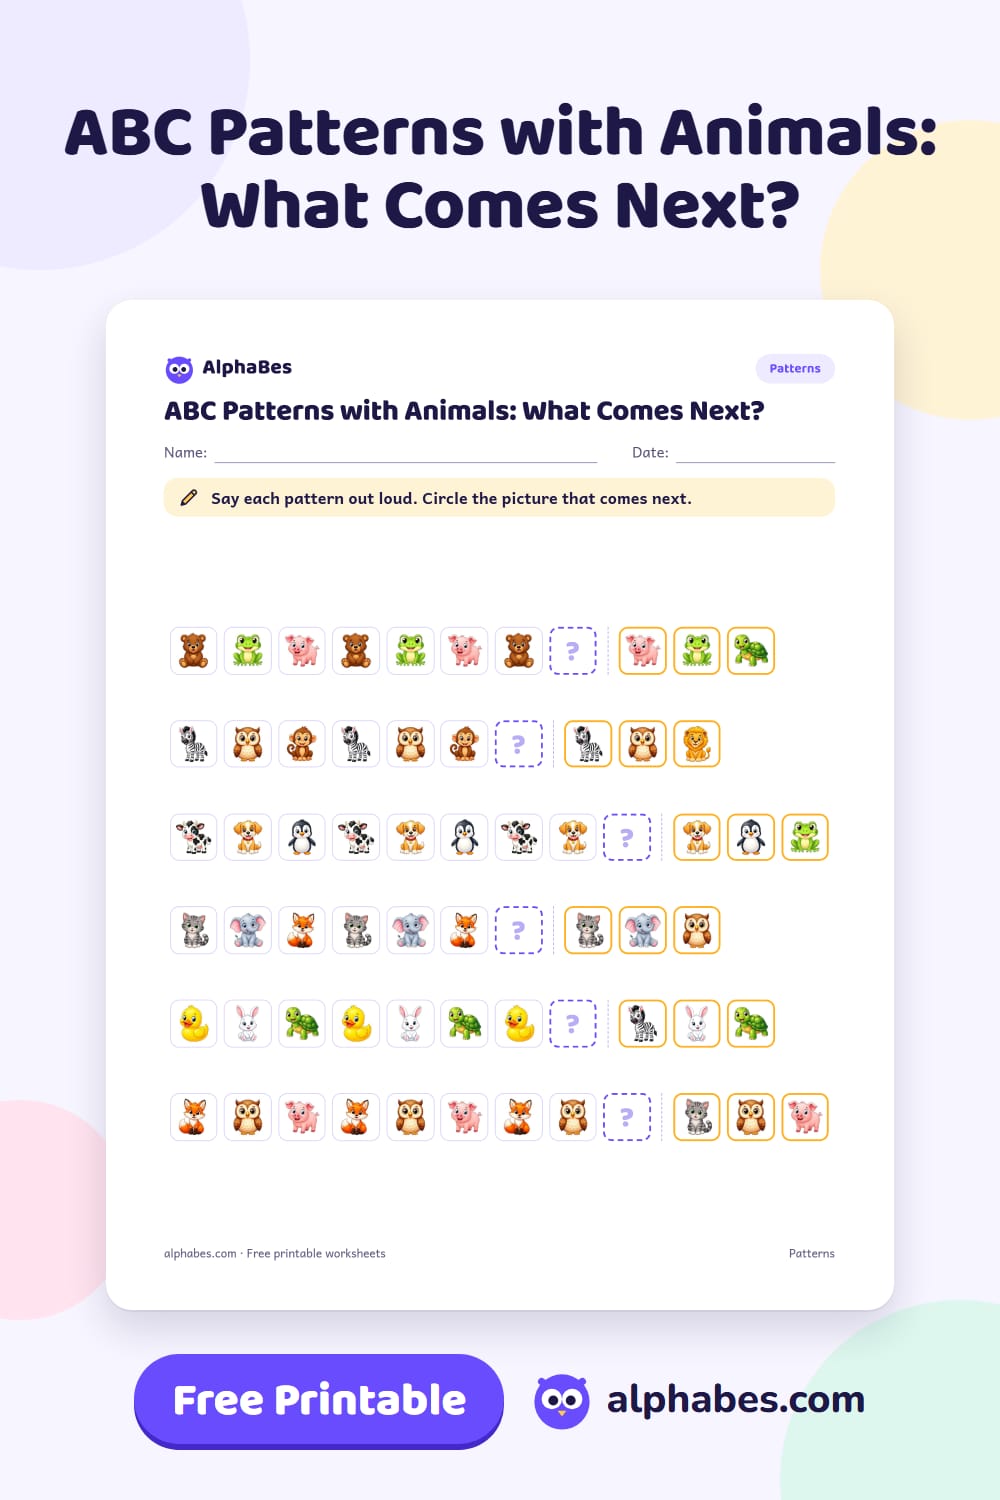 ABC Patterns with Animals:
What Comes Next?
AlphaBes
Patterns
ABC Patterns with Animals: What Comes Next?
Name:
Date:
Say each pattern out loud. Circle the picture that comes next.
?
?
?
?
?
?
alphabes.com · Free printable worksheets
Patterns
Free Printable
alphabes.com